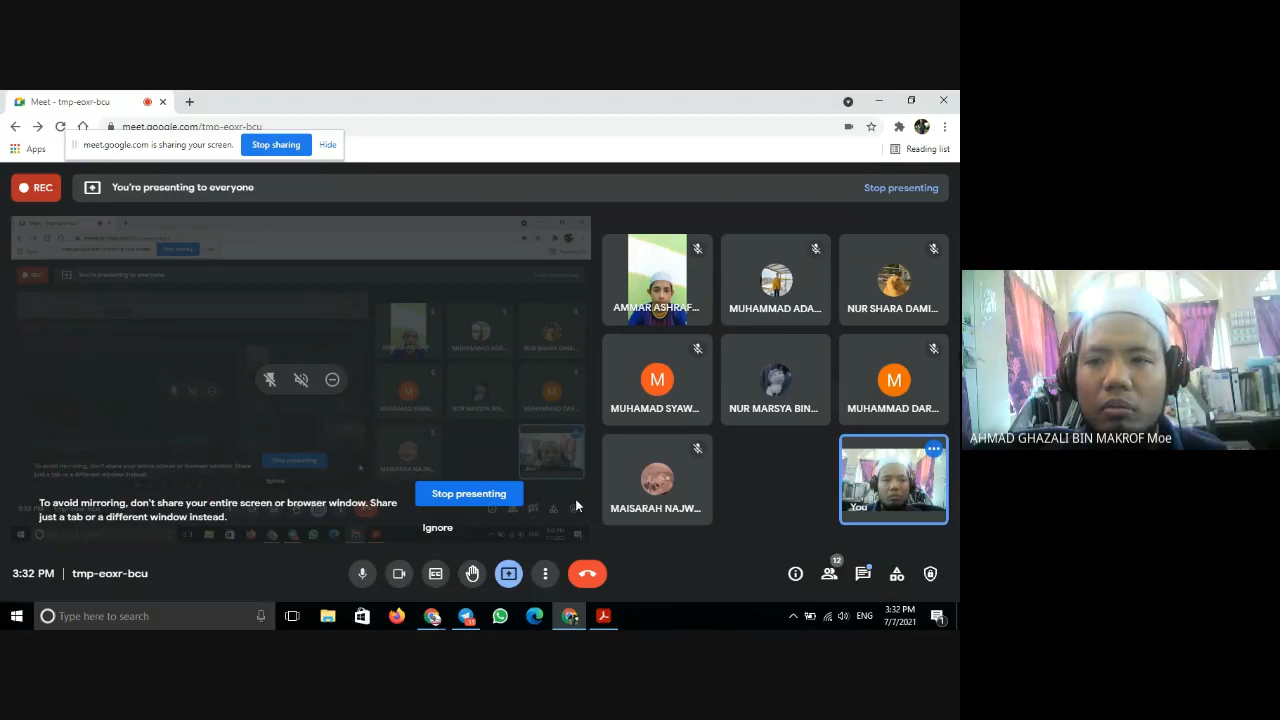 Meet - tmp-eoxr-bcu
meet.google.com/tmp-eoxr-bcu
Apps
Reading list
meet.google.com is sharing your screen.
Stop sharing
Hide
REC
You're presenting to everyone
Stop presenting
AMMAR ASHRAF...
MUHAMMAD ADA...
NUR SHARA DAMI...
M
MUHAMAD SYAW...
NUR MARSYA BIN...
M
MUHAMMAD DAR...
MAISARAH NAJW...
You
To avoid mirroring, don't share your entire screen or browser window. Share
just a tab or a different window instead.
Stop presenting
Ignore
3:32 PM | tmp-eoxr-bcu
12
Type here to search
ENG
3:32 PM
7/7/2021
1
AHMAD GHAZALI BIN MAKROF Moe